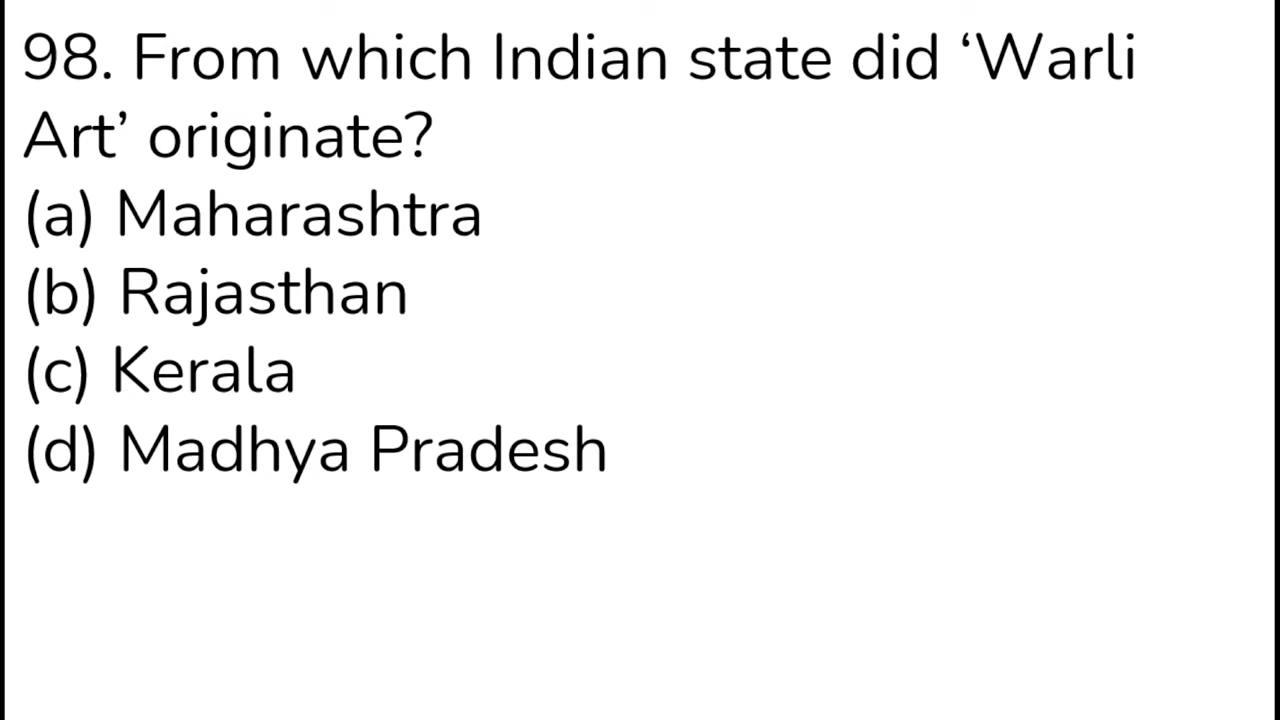 98. From which Indian state did ‘Warli
Art’ originate?
(a) Maharashtra
(b) Rajasthan
(c) Kerala
(d) Madhya Pradesh